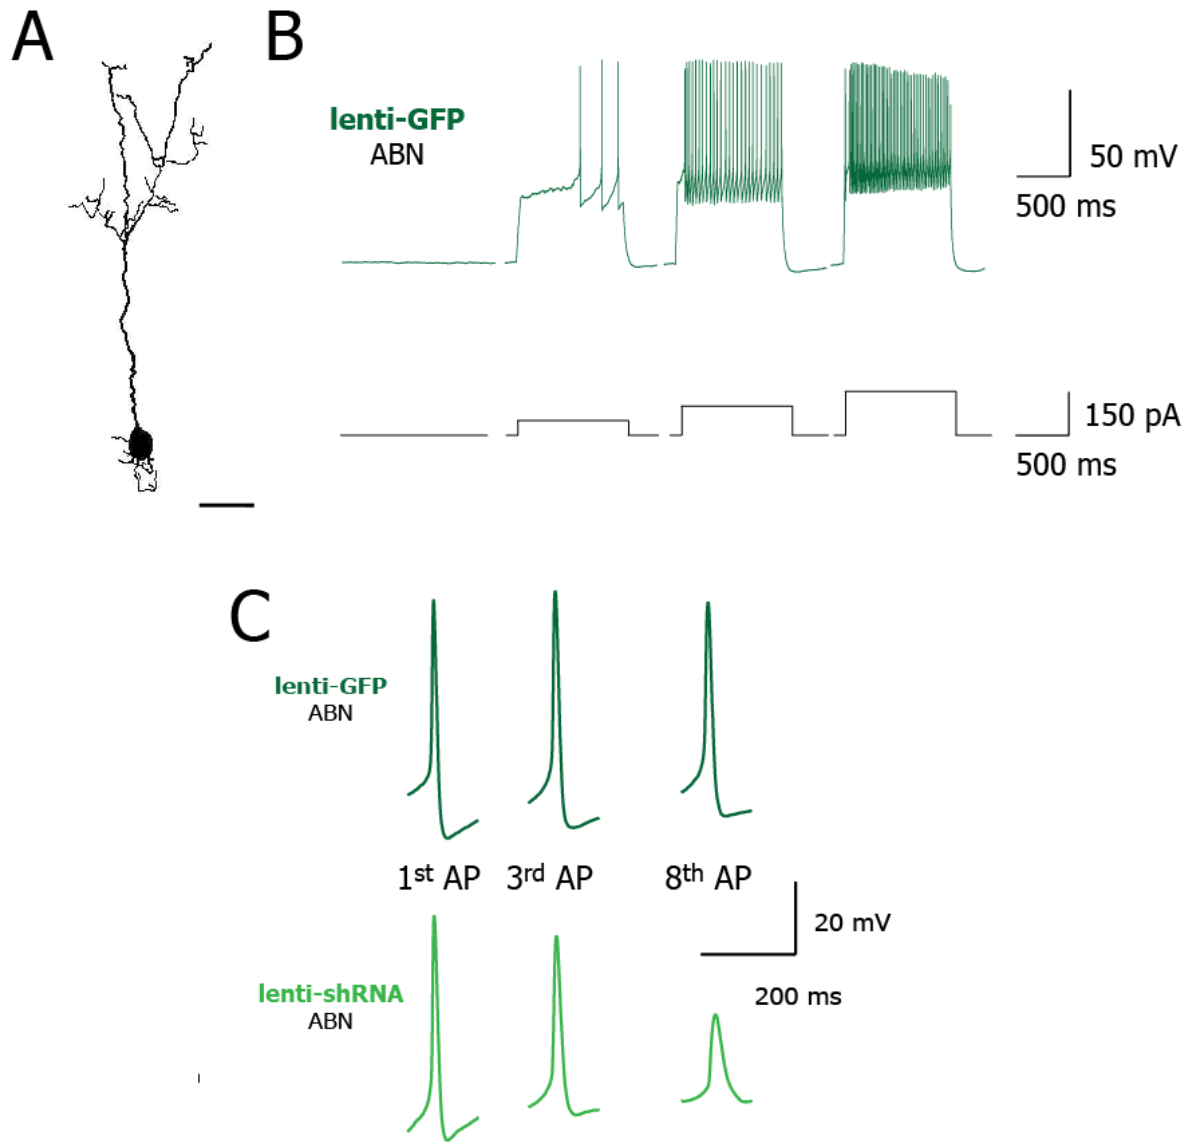 A
B
lenti-GFP
ABN
50 mV
500 ms
150 pA
500 ms
C
lenti-GFP
ABN
1st AP 3rd AP 8th AP
20 mV
200 ms
lenti-shRNA
ABN